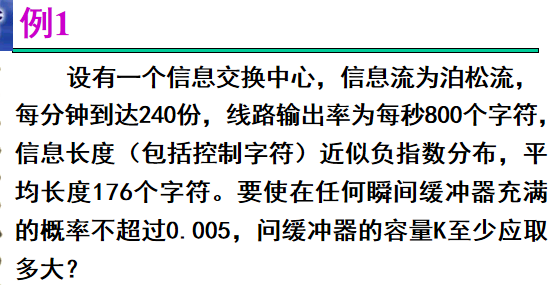 例1
设有一个信息交换中心，信息流为泊松流，
每分钟到达240份，线路输出率为每秒800个字符，
信息长度（包括控制字符）近似负指数分布，平
均长度176个字符。要使在任何瞬间缓冲器充满
的概率不超过0.005，问缓冲器的容量K至少应取
多大？